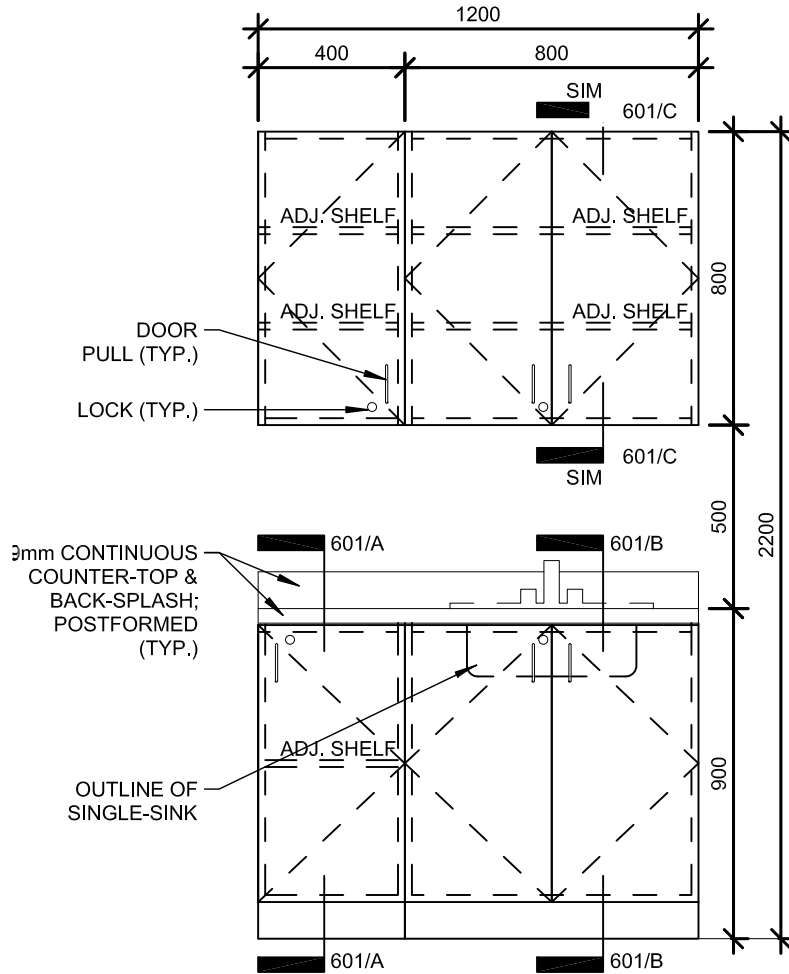 1200
400
800
SIM
601/C
ADJ. SHELF
ADJ. SHELF
800
ADJ. SHELF
ADJ. SHELF
DOOR
PULL (TYP.)
LOCK (TYP.)
601/C
SIM
500
2200
601/A
601/B
mm CONTINUOUS
COUNTER-TOP &
BACK-SPLASH;
POSTFORMED
(TYP.)
ADJ. SHELF
900
OUTLINE OF
SINGLE-SINK
601/A
601/B